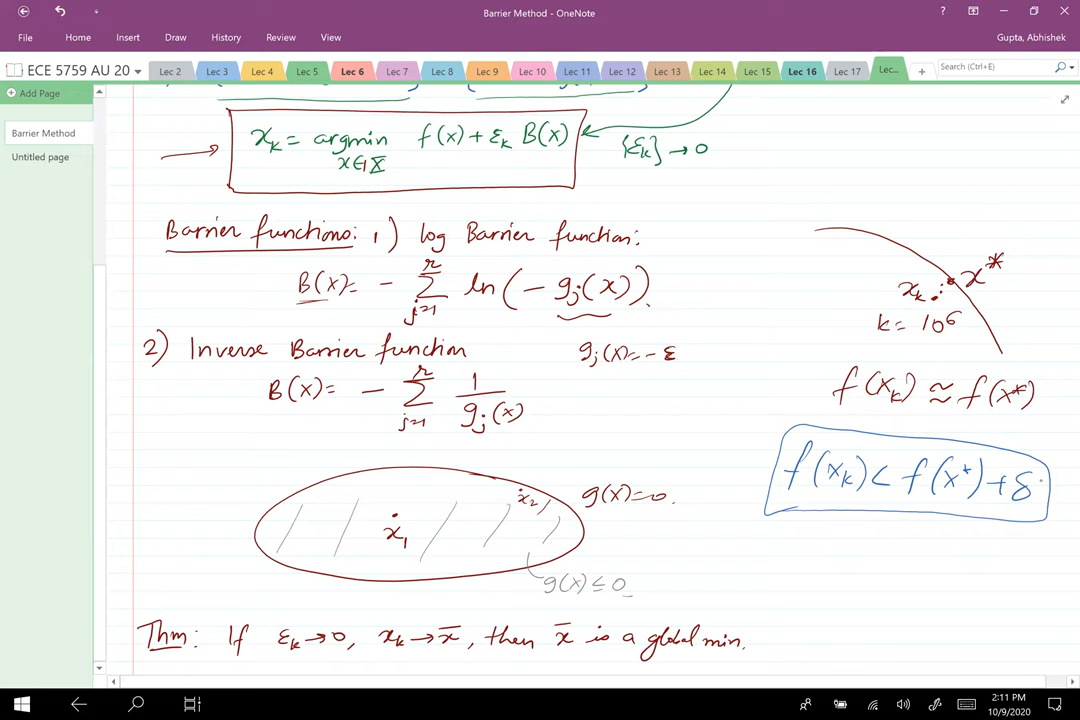 Barrier Method - OneNote
?
File Home Insert Draw History Review View
Gupta, Abhishek
ECE 5759 AU 20
Lec 2 Lec 3 Lec 4 Lec 5 Lec 6 Lec 7 Lec 8 Lec 9 Lec 10 Lec 11 Lec 12 Lec 13 Lec 14 Lec 15 Lec 16 Lec 17 Lec...
Search (Ctrl+E)
Add Page
Barrier Method
Untitled page
x_k = argmin f(x) + ε_k B(x)
x∈X
{ε_k} → 0
Barrier functions: 1) log Barrier function:
B(x) = - Σ_{j=1}^{r} ln(-g_j(x)).
x_k x*
k = 10^6
2) Inverse Barrier function
g_j(x) = -ε
B(x) = - Σ_{j=1}^{r} 1/g_j(x)
f(x_k) ≈ f(x*)
f(x_k) < f(x*) + δ
x_1 x_2 g(x)=0.
g(x) ≤ 0
Thm: If ε_k→0, x_k→x̄, then x̄ is a global min.
2:11 PM
10/9/2020